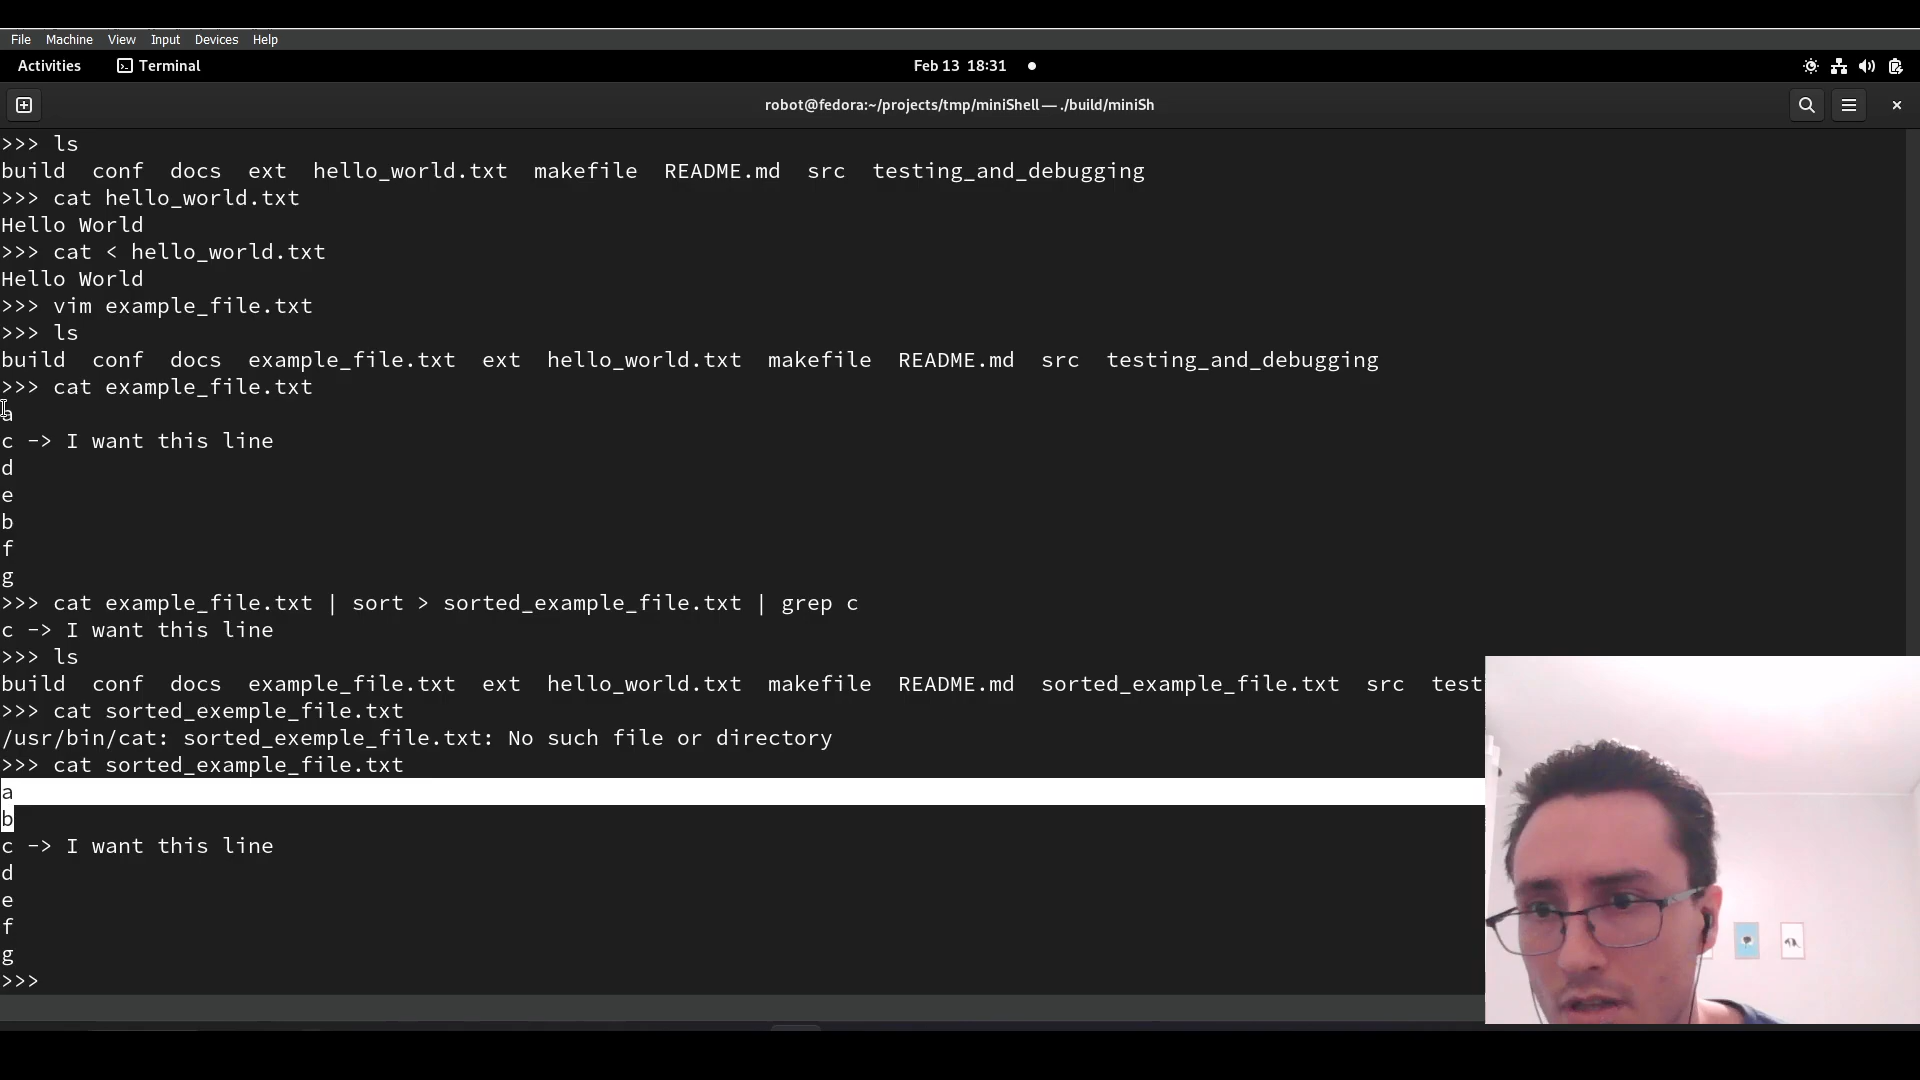 File Machine View Input Devices Help
Activities Terminal Feb 13 18:31
robot@fedora:~/projects/tmp/miniShell — ./build/miniSh
>>> ls
build conf docs ext hello_world.txt makefile README.md src testing_and_debugging
>>> cat hello_world.txt
Hello World
>>> cat < hello_world.txt
Hello World
>>> vim example_file.txt
>>> ls
build conf docs example_file.txt ext hello_world.txt makefile README.md src testing_and_debugging
>>> cat example_file.txt
a
c -> I want this line
d
e
b
f
g
>>> cat example_file.txt | sort > sorted_example_file.txt | grep c
c -> I want this line
>>> ls
build conf docs example_file.txt ext hello_world.txt makefile README.md sorted_example_file.txt src test
>>> cat sorted_exemple_file.txt
/usr/bin/cat: sorted_exemple_file.txt: No such file or directory
>>> cat sorted_example_file.txt
a
b
c -> I want this line
d
e
f
g
>>>